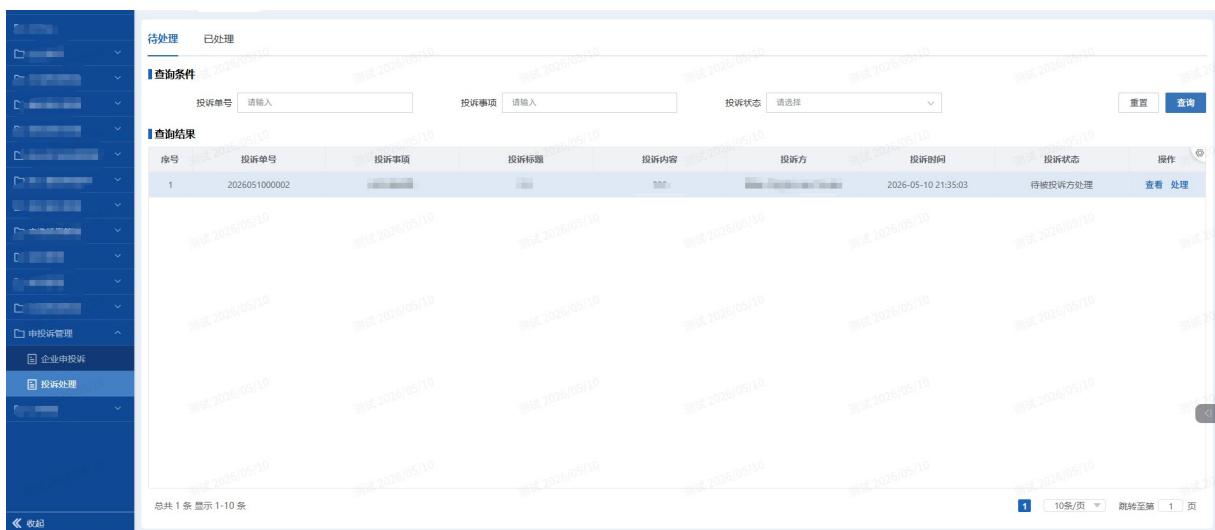 待处理 已处理
查询条件
投诉单号 请输入 投诉事项 请输入 投诉状态 请选择 重置 查询
查询结果
序号 投诉单号 投诉事项 投诉标题 投诉内容 投诉方 投诉时间 投诉状态 操作
1 2026051000002 2026-05-10 21:35:03 待被投诉方处理 查看 处理
申投诉管理
企业申投诉
投诉处理
总共 1 条 显示 1-10 条 1 10条/页 跳转至第 1 页
收起
测试 2026/05/10